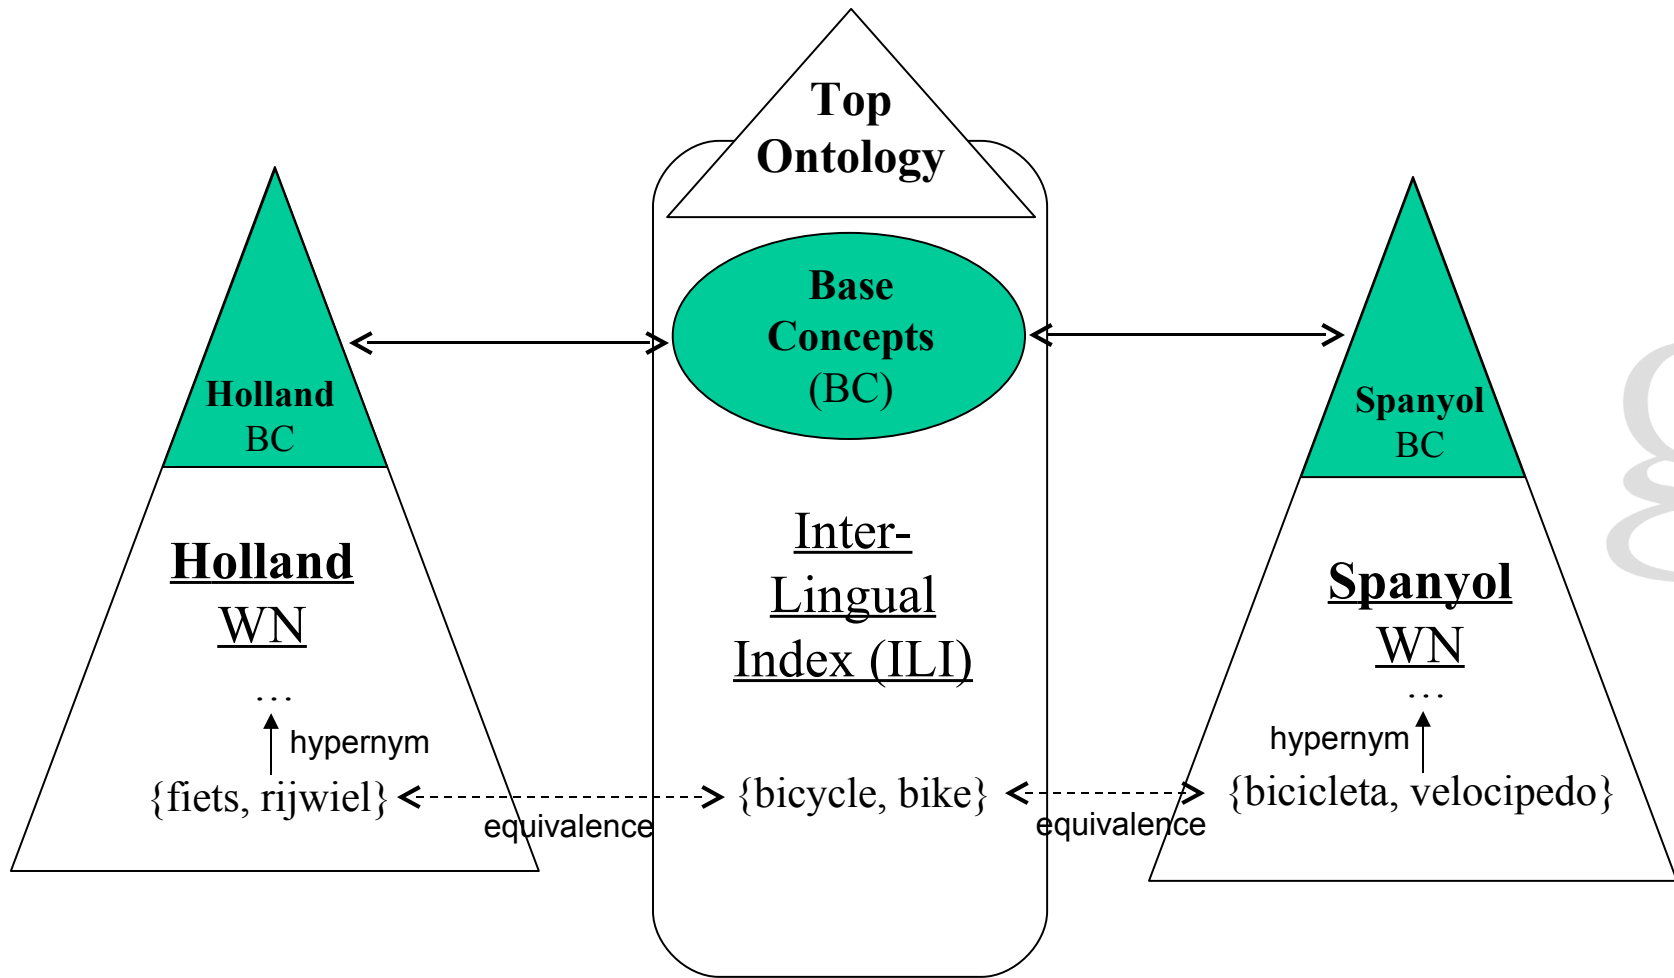 Top
Ontology
Base
Concepts
(BC)
Holland
BC
Spanyol
BC
Inter-
Lingual
Index (ILI)
Holland
WN
…
hypernym
{fiets, rijwiel}
equivalence
{bicycle, bike}
equivalence
Spanyol
WN
…
hypernym
{bicicleta, velocipedo}
g